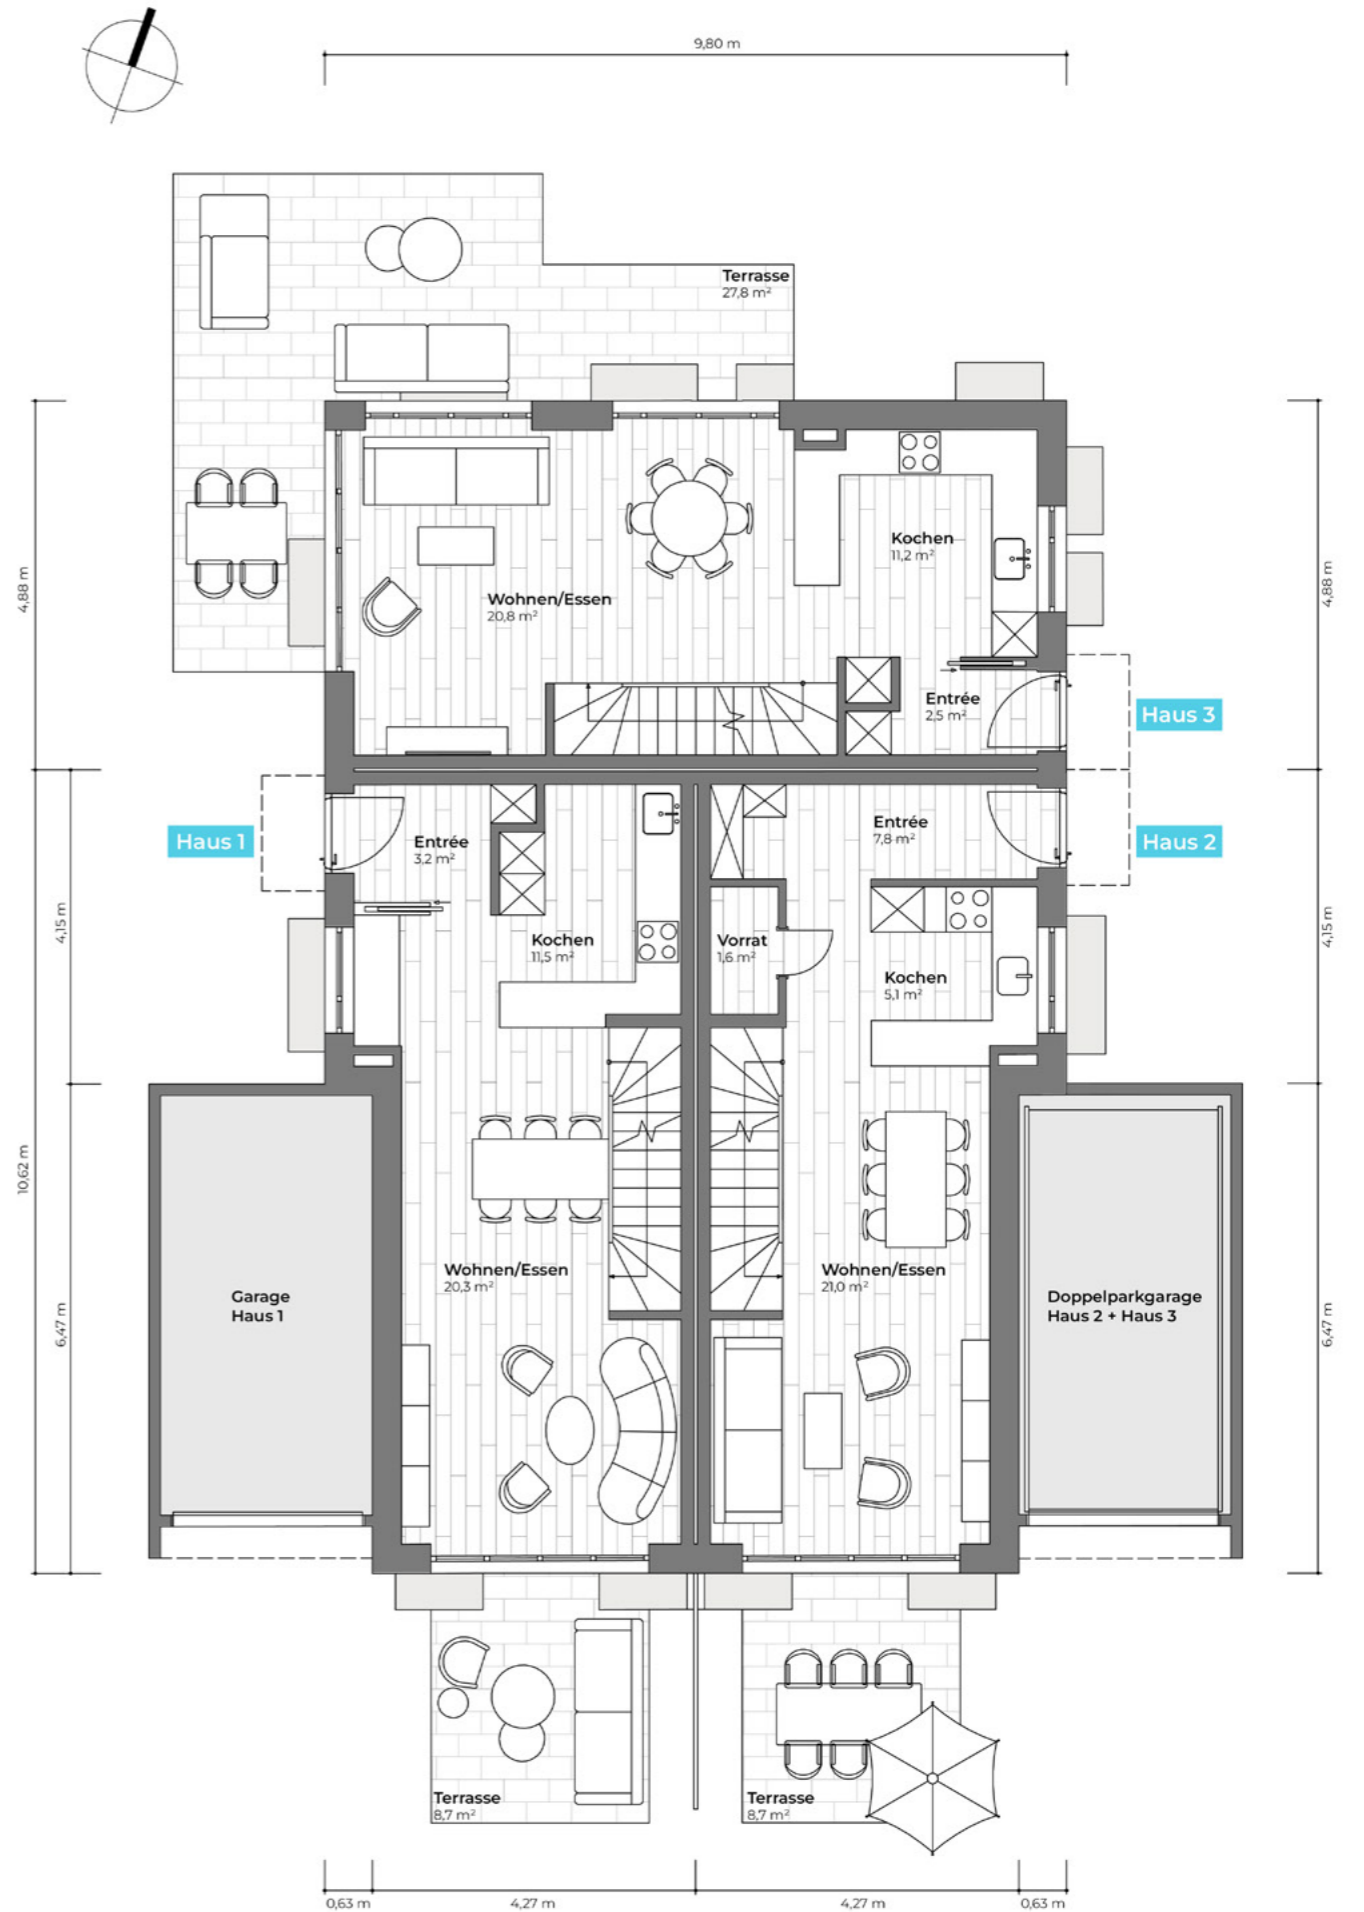 9,80 m
Terrasse
27,8 m²
4,88 m
4,88 m
Kochen
11,2 m²
Wohnen/Essen
20,8 m²
Entrée
2,5 m²
Haus 3
Haus 1
Entrée
3,2 m²
Entrée
7,8 m²
Haus 2
4,15 m
Kochen
11,5 m²
Vorrat
1,6 m²
4,15 m
Kochen
5,1 m²
10,62 m
Wohnen/Essen
20,3 m²
Wohnen/Essen
21,0 m²
Garage
Haus 1
Doppelparkgarage
Haus 2 + Haus 3
6,47 m
6,47 m
Terrasse
8,7 m²
Terrasse
8,7 m²
0,63 m
4,27 m
4,27 m
0,63 m